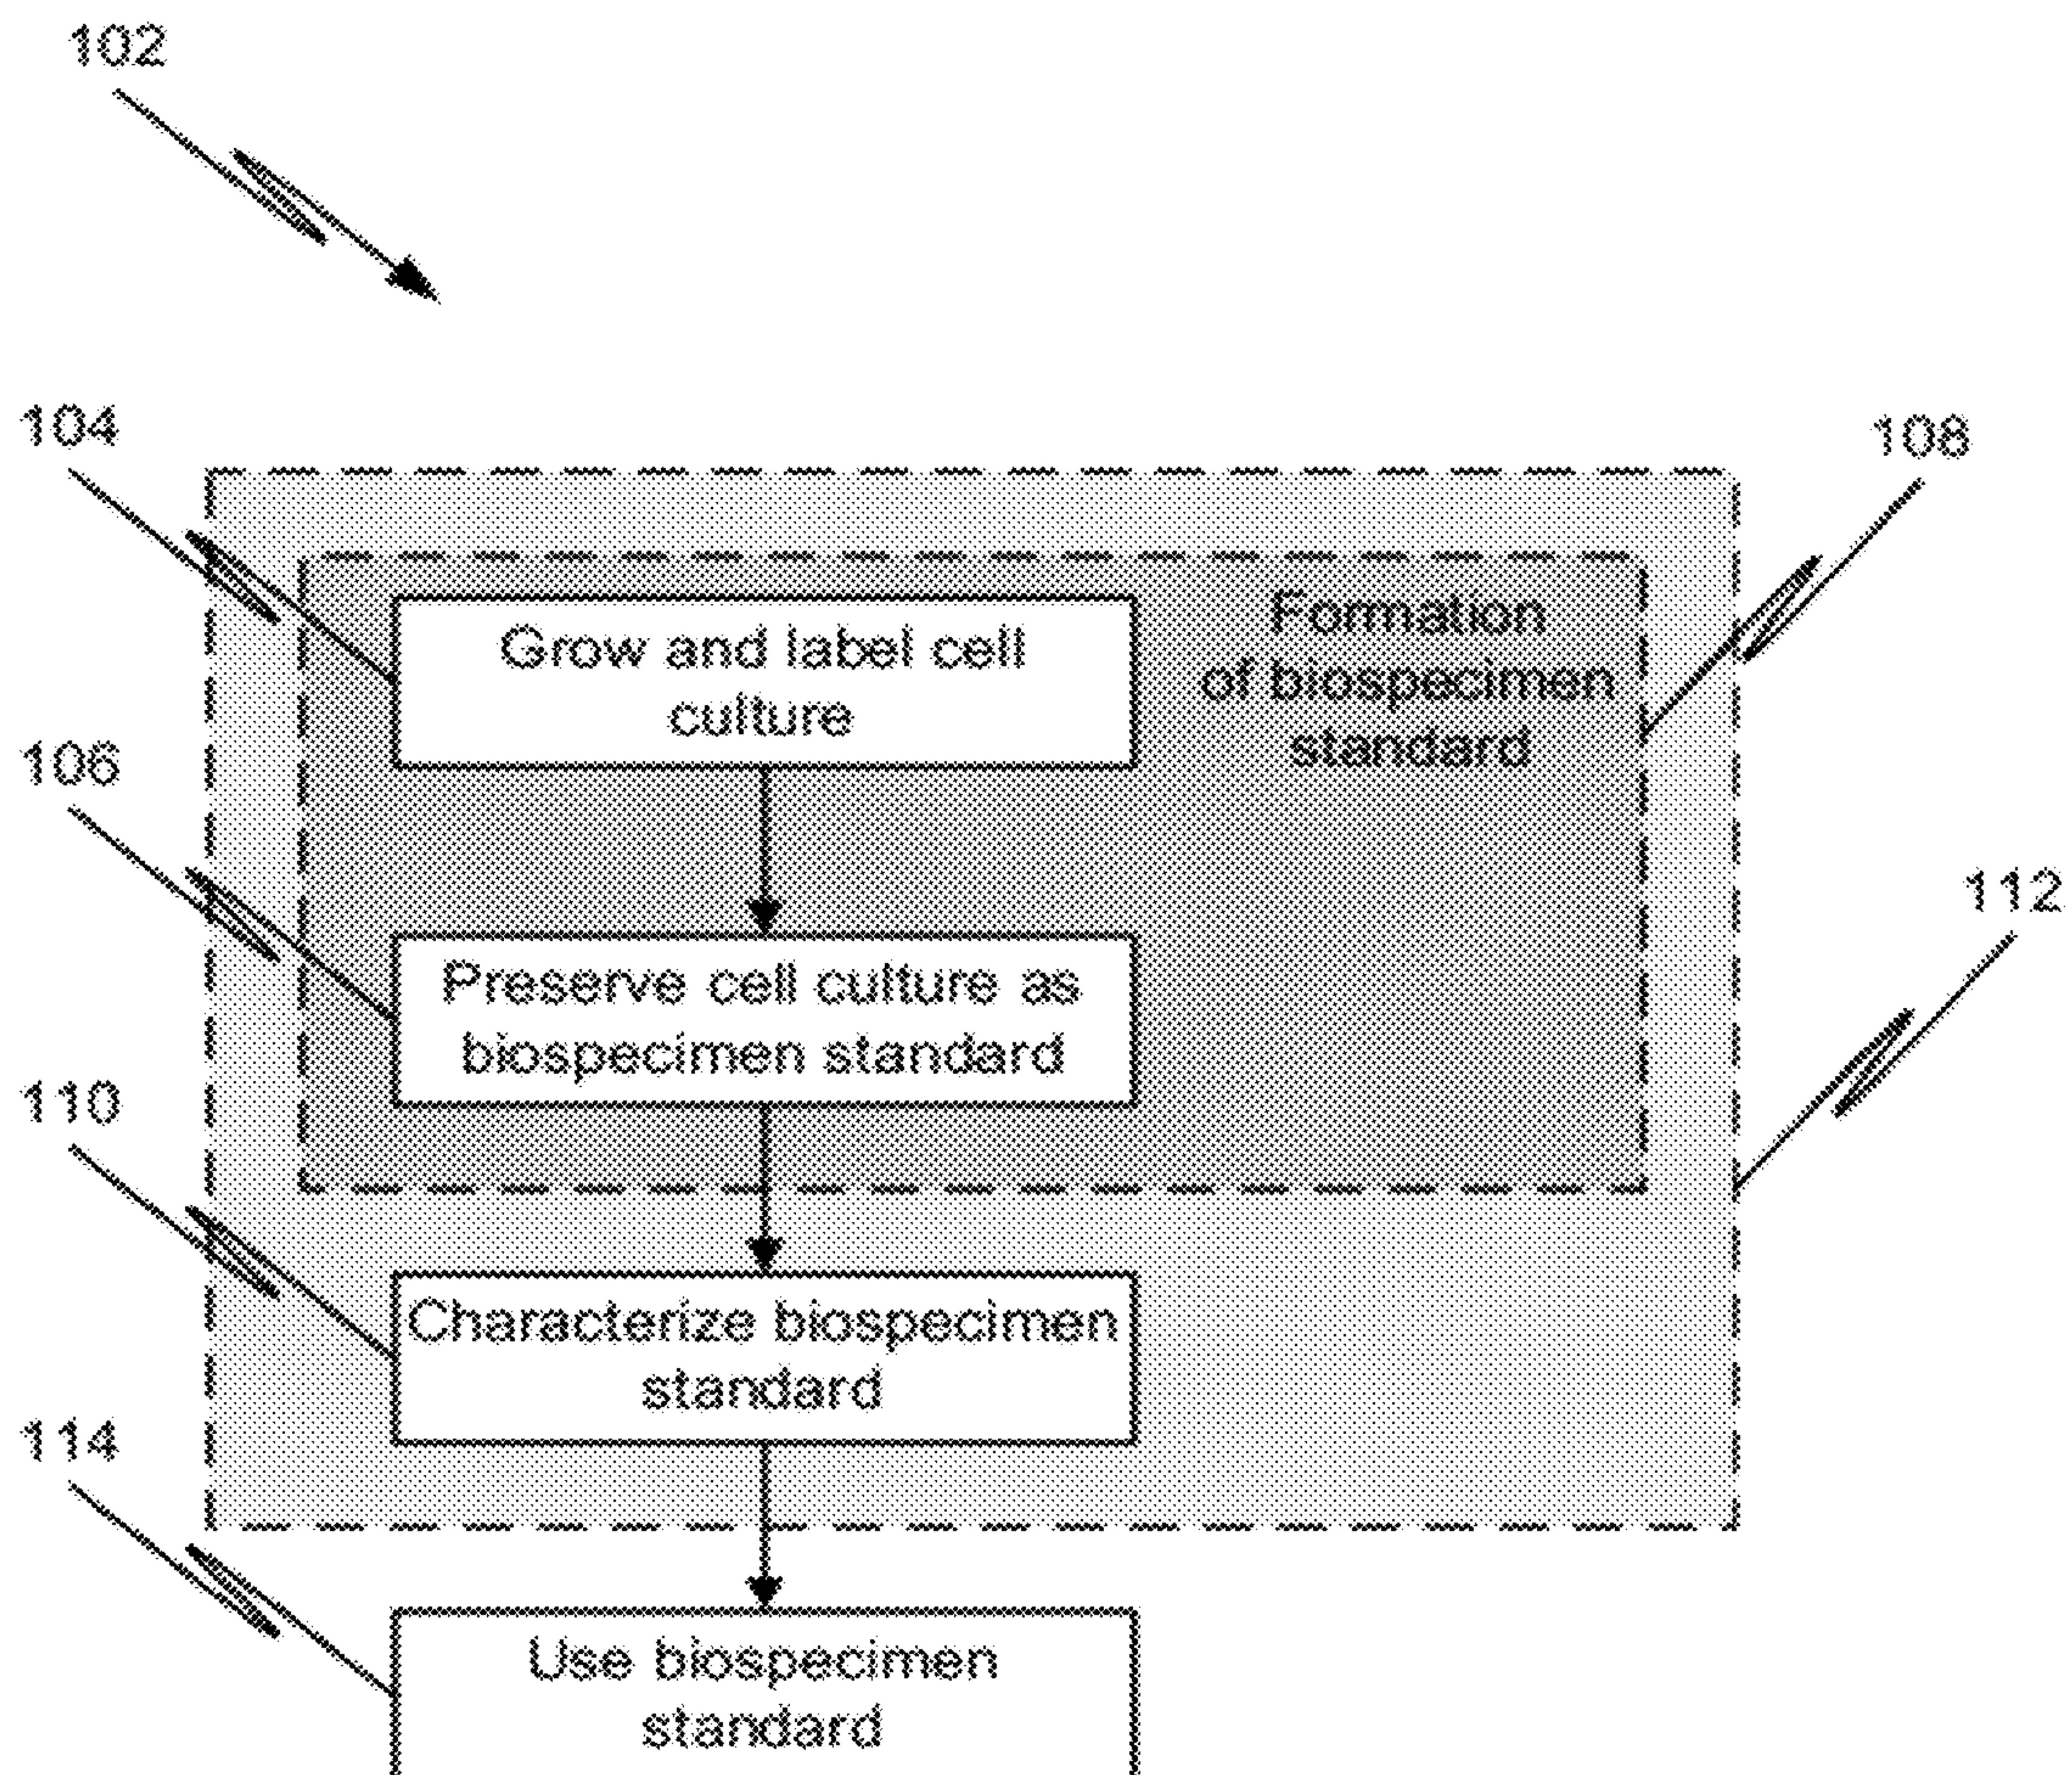 102
104
108
Grow and label cell
culture
Formation
of biospecimen
standard
106
112
Preserve cell culture as
biospecimen standard
110
Characterize biospecimen
standard
114
Use biospecimen
standard